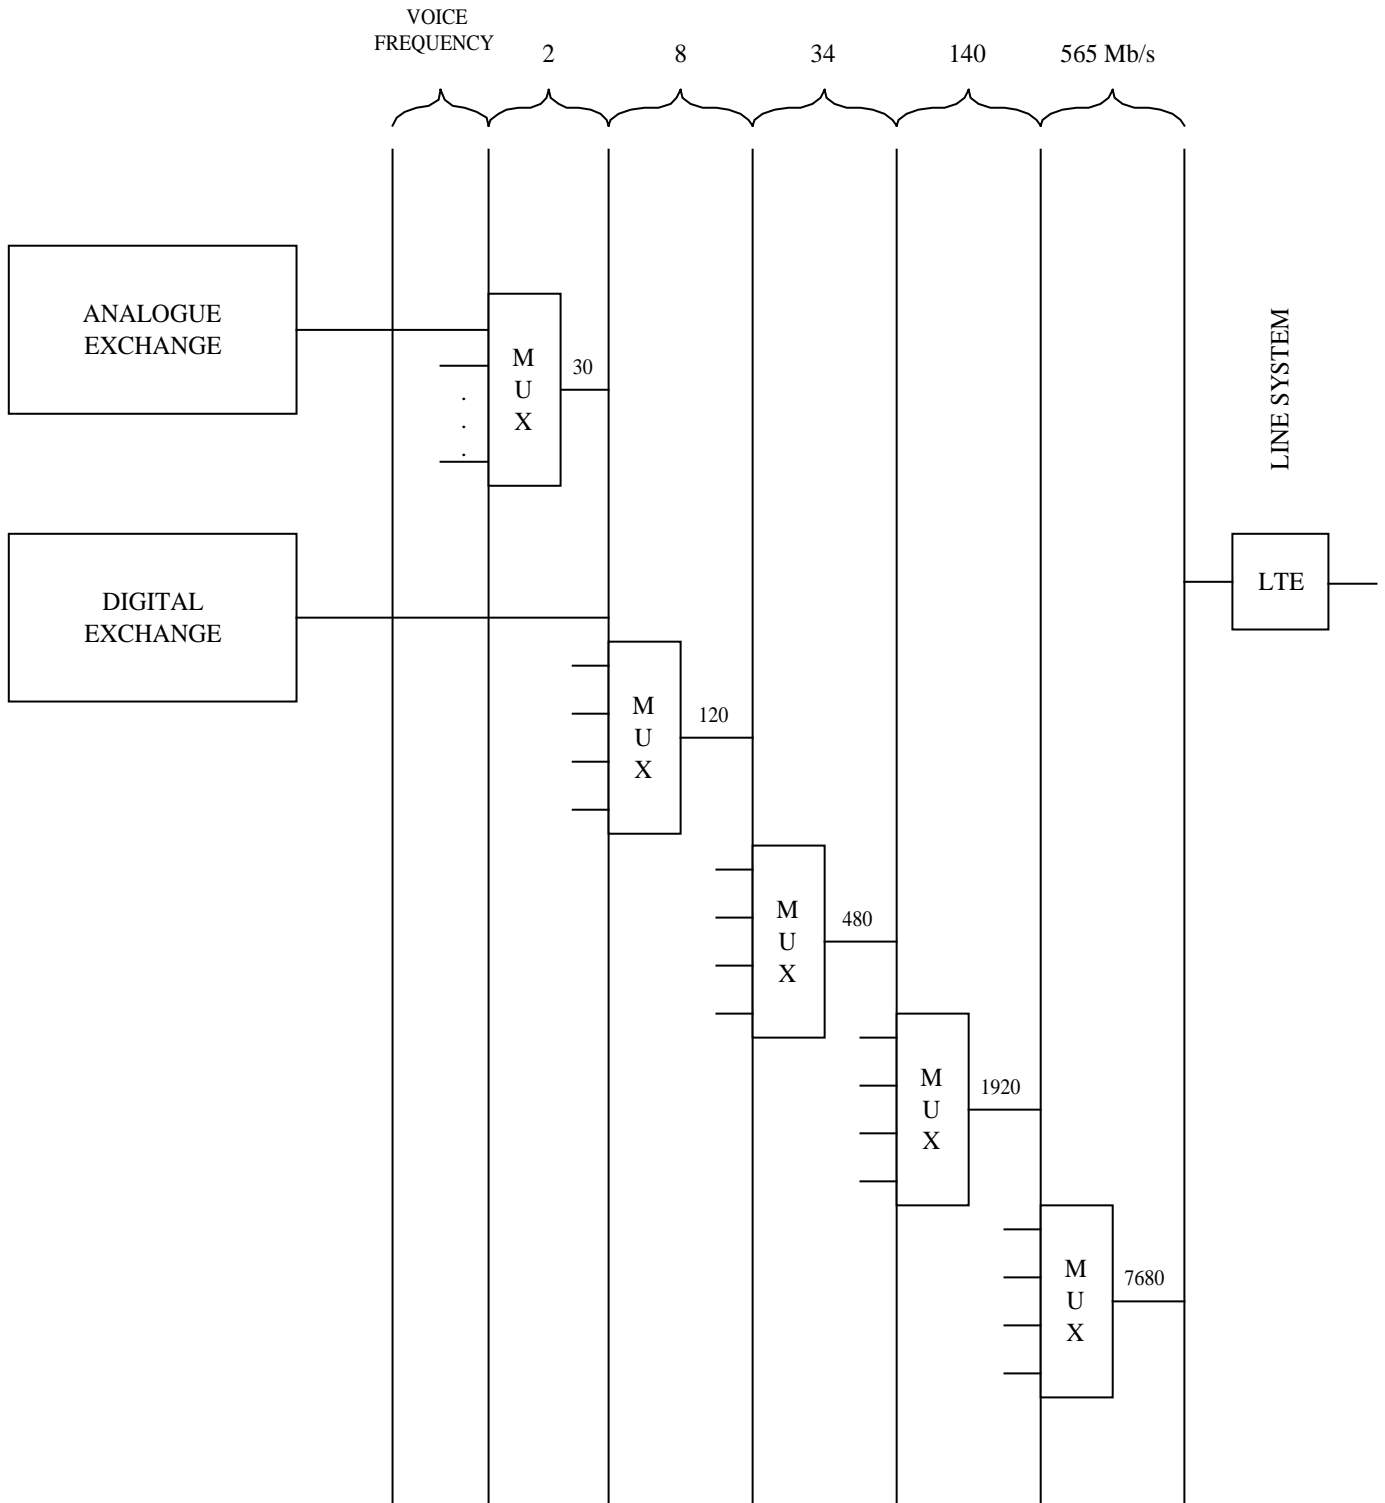 VOICE
FREQUENCY
2
8
34
140
565 Mb/s
ANALOGUE
EXCHANGE
M
U
X
30
.
.
.
LINE SYSTEM
DIGITAL
EXCHANGE
LTE
M
U
X
120
M
U
X
480
M
U
X
1920
M
U
X
7680